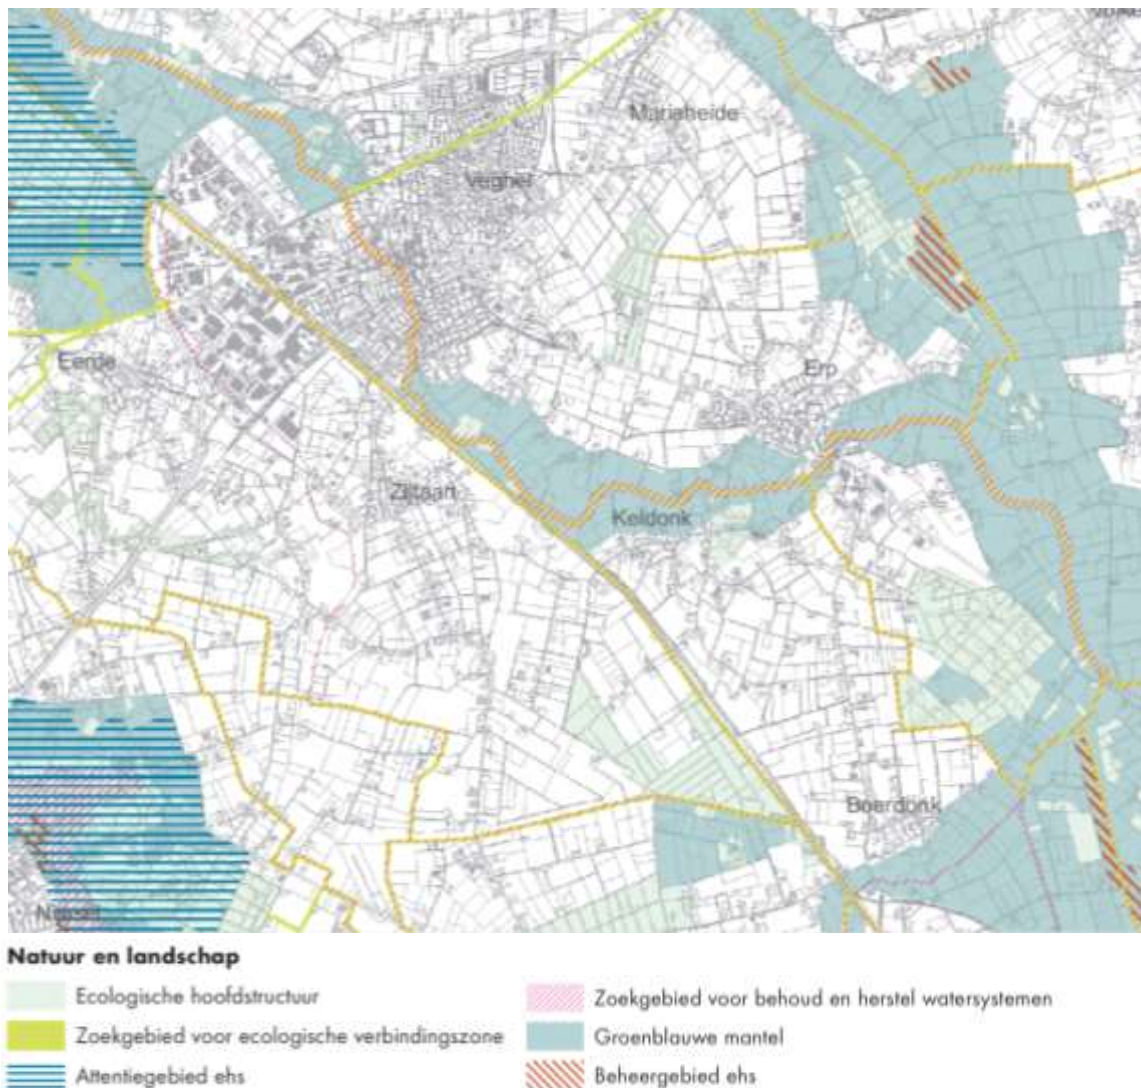 Mariaheide
Veghel
Eerde
Erp
Zijtaart
Keldonk
Boerdonk
Natuur en landschap
Ecologische hoofdstructuur
Zoekgebied voor ecologische verbindingszone
Attentiegebied ehs
Zoekgebied voor behoud en herstel watersystemen
Groenblauwe mantel
Beheergebied ehs